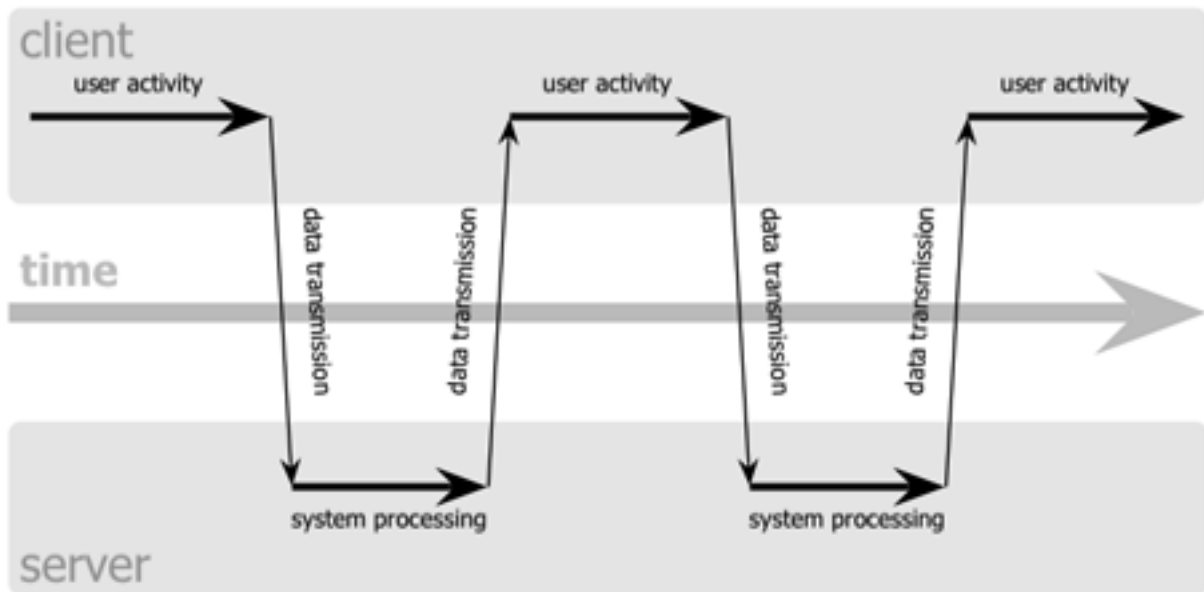 client
user activity
user activity
user activity
data transmission
data transmission
data transmission
data transmission
time
system processing
system processing
server